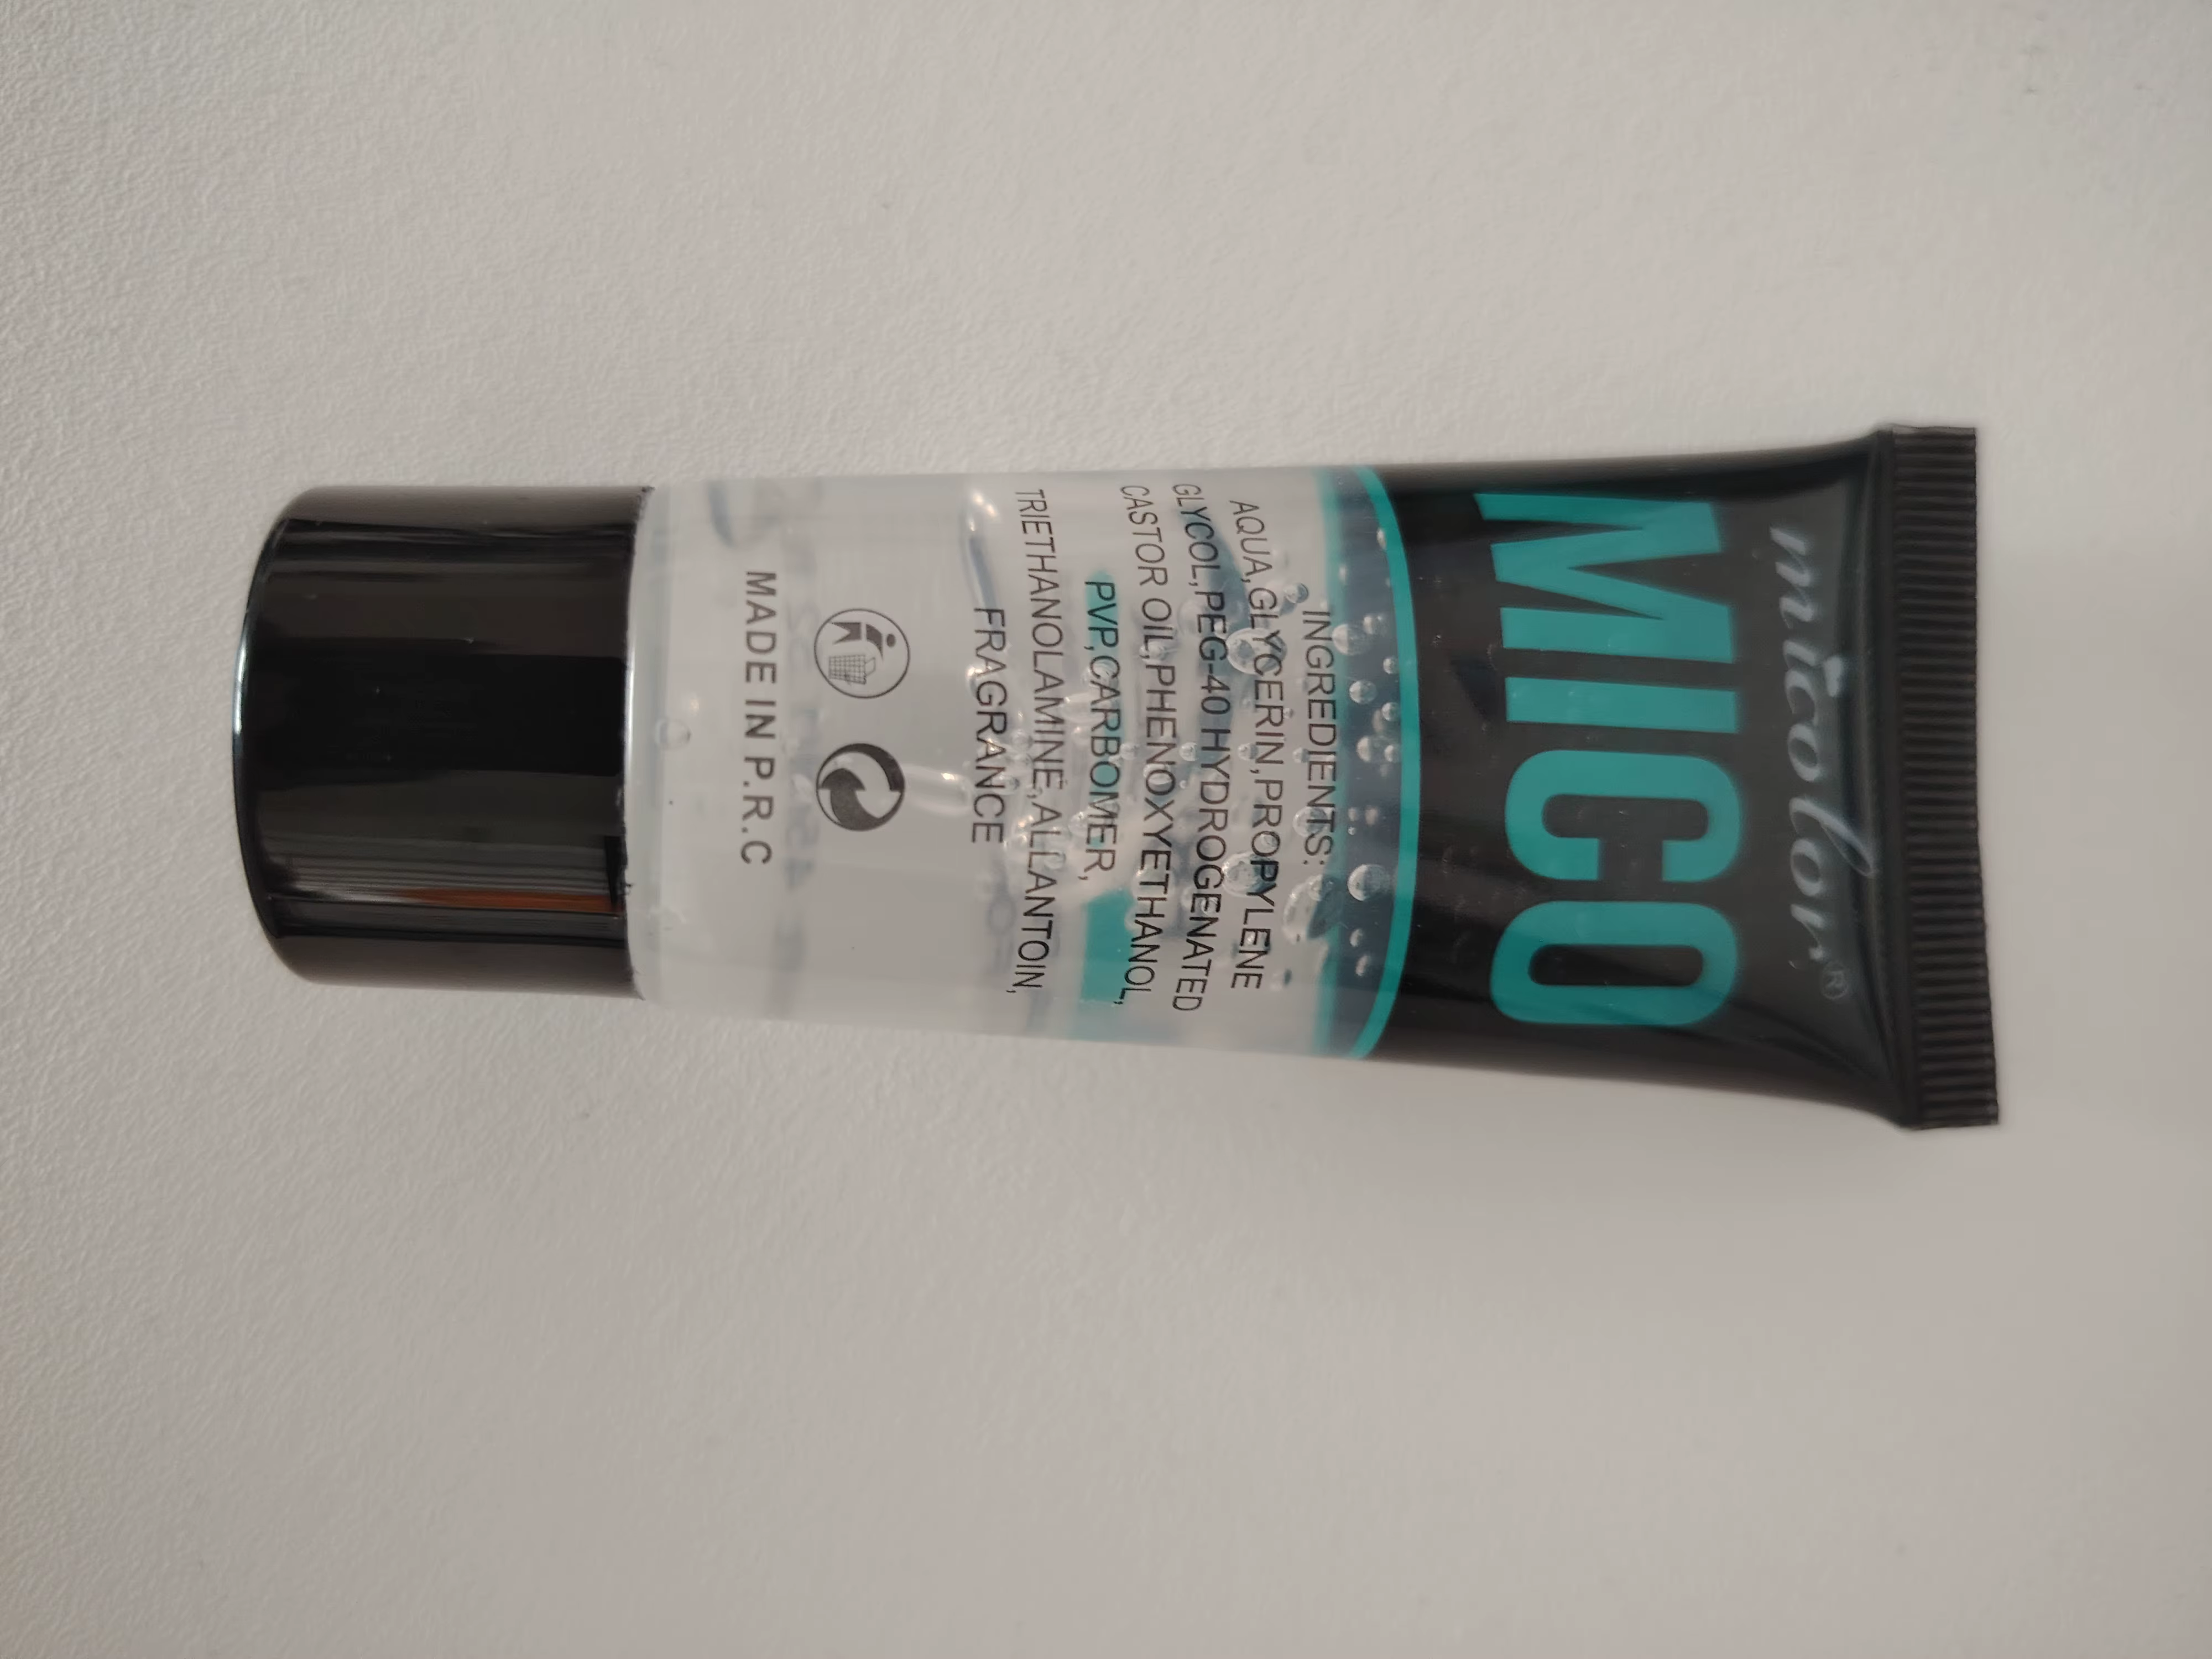 micolor®
MICO
INGREDIENTS:
AQUA,GLYCERIN,PROPYLENE
GLYCOL,PEG-40 HYDROGENATED
CASTOR OIL,PHENOXYETHANOL,
PVP,CARBOMER,
TRIETHANOLAMINE,ALLANTOIN,
FRAGRANCE
MADE IN P.R.C